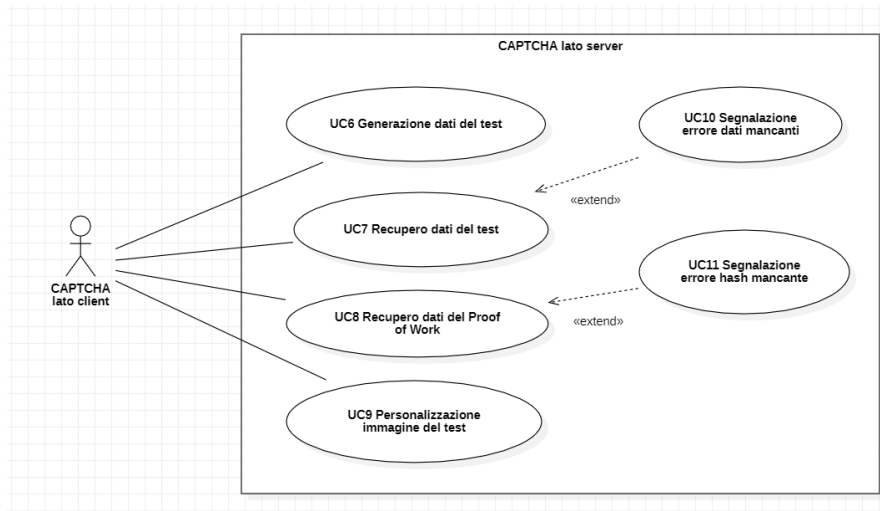 CAPTCHA lato server
UC6 Generazione dati del test
UC10 Segnalazione
errore dati mancanti
«extend»
UC7 Recupero dati del test
CAPTCHA
lato client
UC11 Segnalazione
errore hash mancante
UC8 Recupero dati del Proof
of Work
«extend»
UC9 Personalizzazione
immagine del test